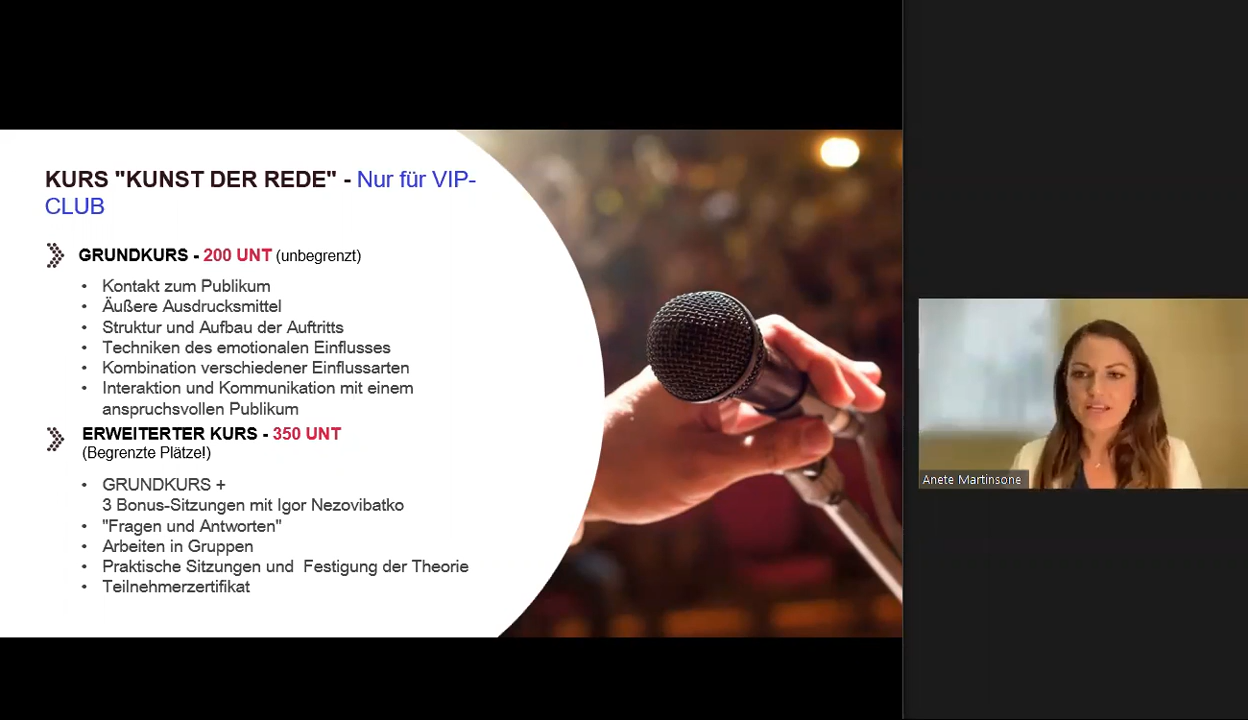 KURS "KUNST DER REDE" - Nur für VIP-
CLUB
GRUNDKURS - 200 UNT (unbegrenzt)
• Kontakt zum Publikum
• Äußere Ausdrucksmittel
• Struktur und Aufbau der Auftritts
• Techniken des emotionalen Einflusses
• Kombination verschiedener Einflussarten
• Interaktion und Kommunikation mit einem
anspruchsvollen Publikum
ERWEITERTER KURS - 350 UNT
(Begrenzte Plätze!)
• GRUNDKURS +
3 Bonus-Sitzungen mit Igor Nezovibatko
• "Fragen und Antworten"
• Arbeiten in Gruppen
• Praktische Sitzungen und  Festigung der Theorie
• Teilnehmerzertifikat
Anete Martinsone